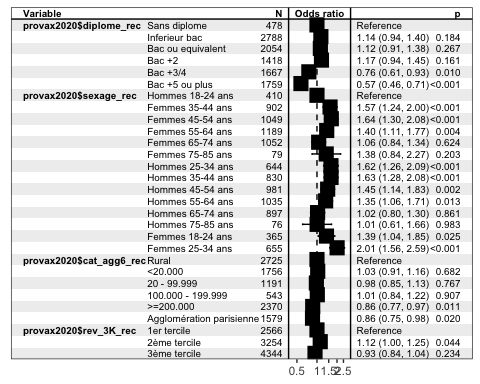 Variable N Odds ratio p
provax2020$diplome_rec Sans diplome 478 Reference
Inferieur bac 2788 1.14 (0.94, 1.40) 0.184
Bac ou equivalent 2054 1.12 (0.91, 1.38) 0.267
Bac +2 1418 1.17 (0.94, 1.45) 0.161
Bac +3/4 1667 0.76 (0.61, 0.93) 0.010
Bac +5 ou plus 1759 0.57 (0.46, 0.71) <0.001
provax2020$sexage_rec Hommes 18-24 ans 410 Reference
Femmes 35-44 ans 902 1.57 (1.24, 2.00) <0.001
Femmes 45-54 ans 1049 1.64 (1.30, 2.08) <0.001
Femmes 55-64 ans 1189 1.40 (1.11, 1.77) 0.004
Femmes 65-74 ans 1052 1.06 (0.84, 1.34) 0.624
Femmes 75-85 ans 79 1.38 (0.84, 2.27) 0.203
Hommes 25-34 ans 644 1.62 (1.26, 2.09) <0.001
Hommes 35-44 ans 830 1.63 (1.28, 2.08) <0.001
Hommes 45-54 ans 981 1.45 (1.14, 1.83) 0.002
Hommes 55-64 ans 1035 1.35 (1.06, 1.71) 0.013
Hommes 65-74 ans 897 1.02 (0.80, 1.30) 0.861
Hommes 75-85 ans 76 1.01 (0.61, 1.66) 0.983
Femmes 18-24 ans 365 1.39 (1.04, 1.85) 0.025
Femmes 25-34 ans 655 2.01 (1.56, 2.59) <0.001
provax2020$cat_agg6_rec Rural 2725 Reference
<20.000 1756 1.03 (0.91, 1.16) 0.682
20 - 99.999 1191 0.98 (0.85, 1.13) 0.767
100.000 - 199.999 543 1.01 (0.84, 1.22) 0.907
>=200.000 2370 0.86 (0.77, 0.97) 0.011
Agglomération parisienne 1579 0.86 (0.75, 0.98) 0.020
provax2020$rev_3K_rec 1er tercile 2566 Reference
2ème tercile 3254 1.12 (1.00, 1.25) 0.044
3ème tercile 4344 0.93 (0.84, 1.04) 0.234
0.5 1 1.5 2 2.5